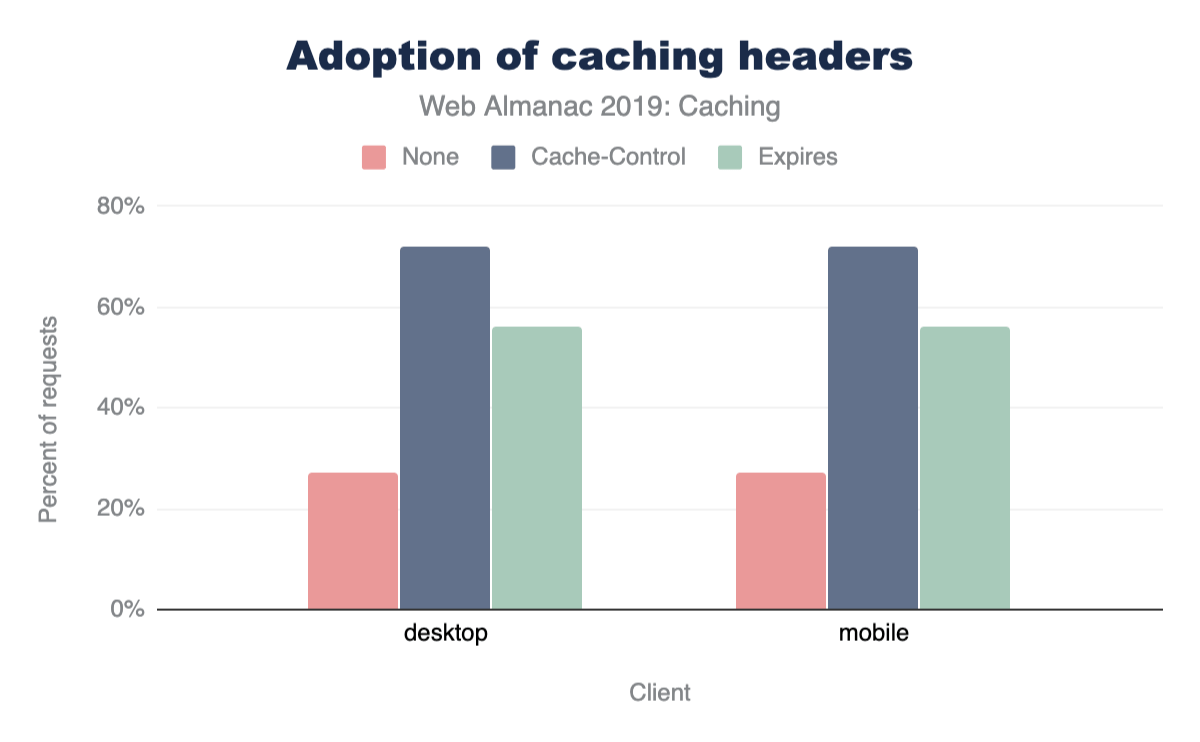 Adoption of caching headers
Web Almanac 2019: Caching
None Cache-Control Expires
80%
60%
40%
20%
0%
Percent of requests
desktop mobile
Client